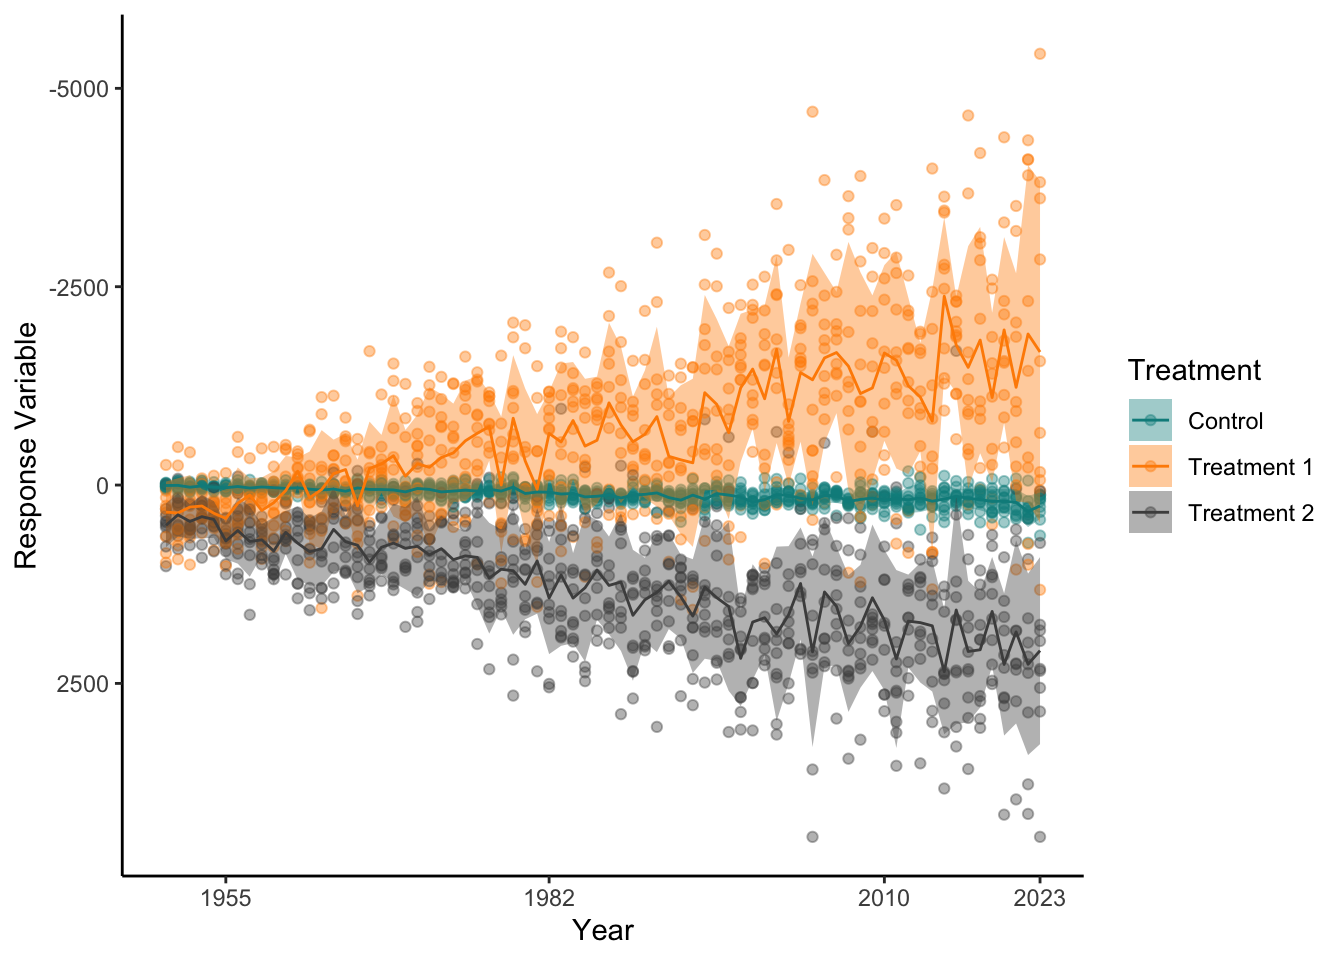 -5000
-2500
0
2500
Response Variable
1955
1982
2010
2023
Year
Treatment
Control
Treatment 1
Treatment 2